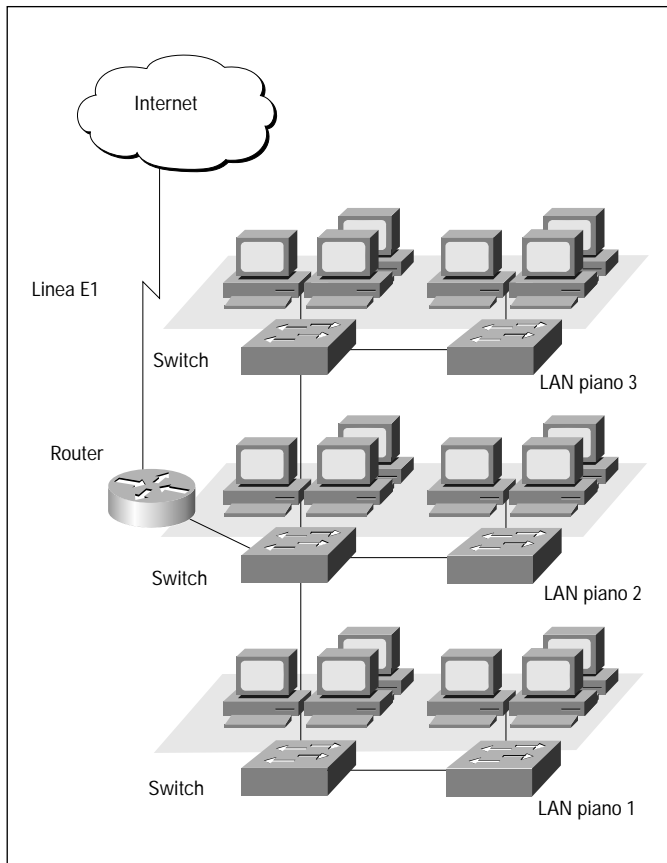 Internet
Linea E1
Switch
LAN piano 3
Router
Switch
LAN piano 2
Switch
LAN piano 1